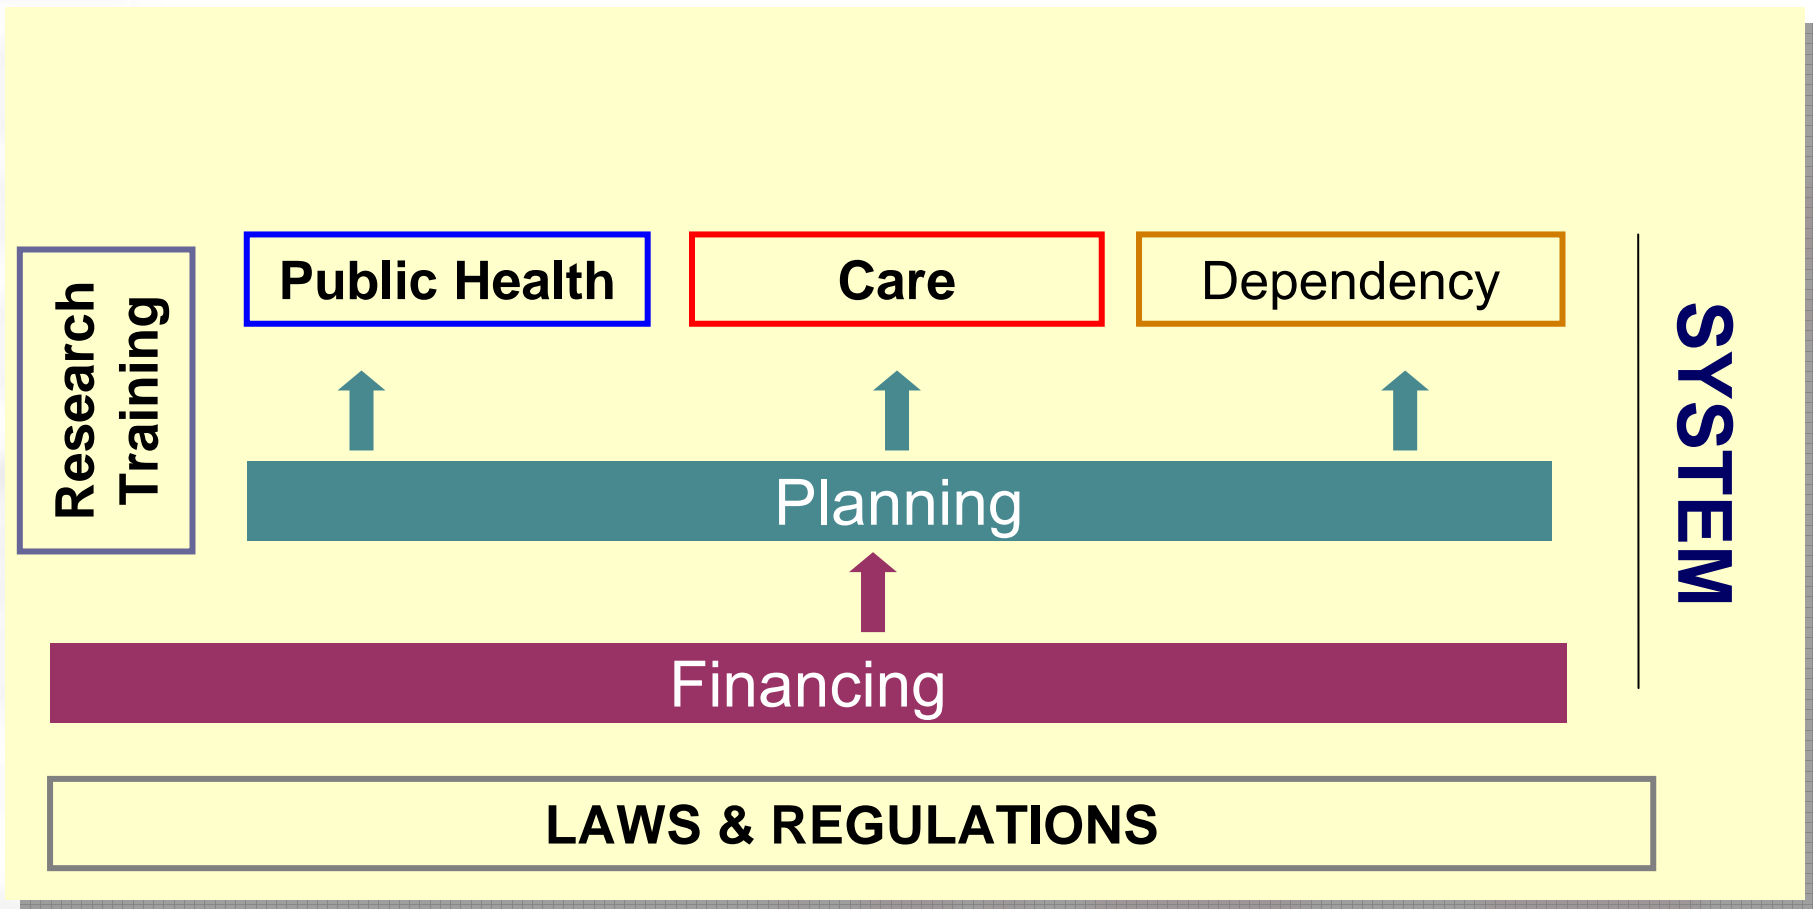 Research
Training
Public Health
Care
Dependency
SYSTEM
Planning
Financing
LAWS & REGULATIONS